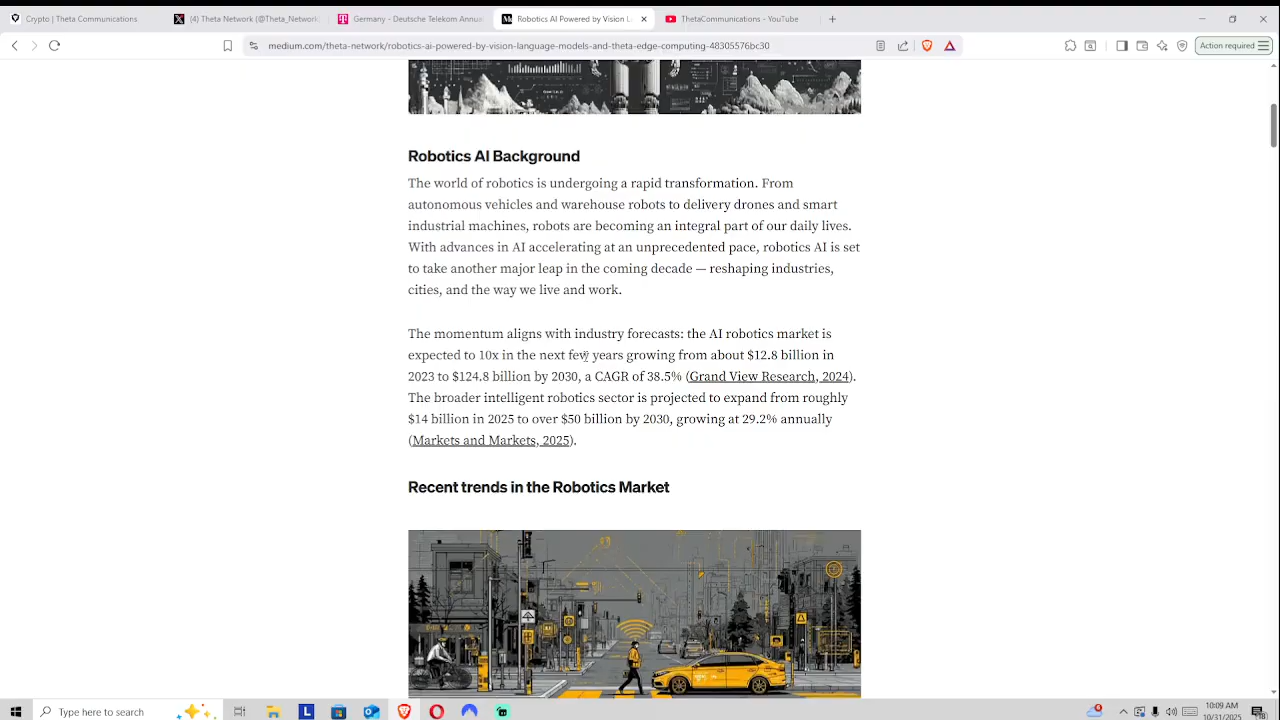 Crypto | Theta Communications
(4) Theta Network (@Theta_Network
Germany - Deutsche Telekom Annu
Robotics AI Powered by Vision L
ThetaCommunications - YouTube
medium.com/theta-network/robotics-ai-powered-by-vision-language-models-and-theta-edge-computing-48305576bc30
Action required
Robotics AI Background
The world of robotics is undergoing a rapid transformation. From
autonomous vehicles and warehouse robots to delivery drones and smart
industrial machines, robots are becoming an integral part of our daily lives.
With advances in AI accelerating at an unprecedented pace, robotics AI is set
to take another major leap in the coming decade — reshaping industries,
cities, and the way we live and work.
The momentum aligns with industry forecasts: the AI robotics market is
expected to 10x in the next few years growing from about $12.8 billion in
2023 to $124.8 billion by 2030, a CAGR of 38.5% (Grand View Research, 2024).
The broader intelligent robotics sector is projected to expand from roughly
$14 billion in 2025 to over $50 billion by 2030, growing at 29.2% annually
(Markets and Markets, 2025).
Recent trends in the Robotics Market
Type here to search
10:09 AM
10/31/2025